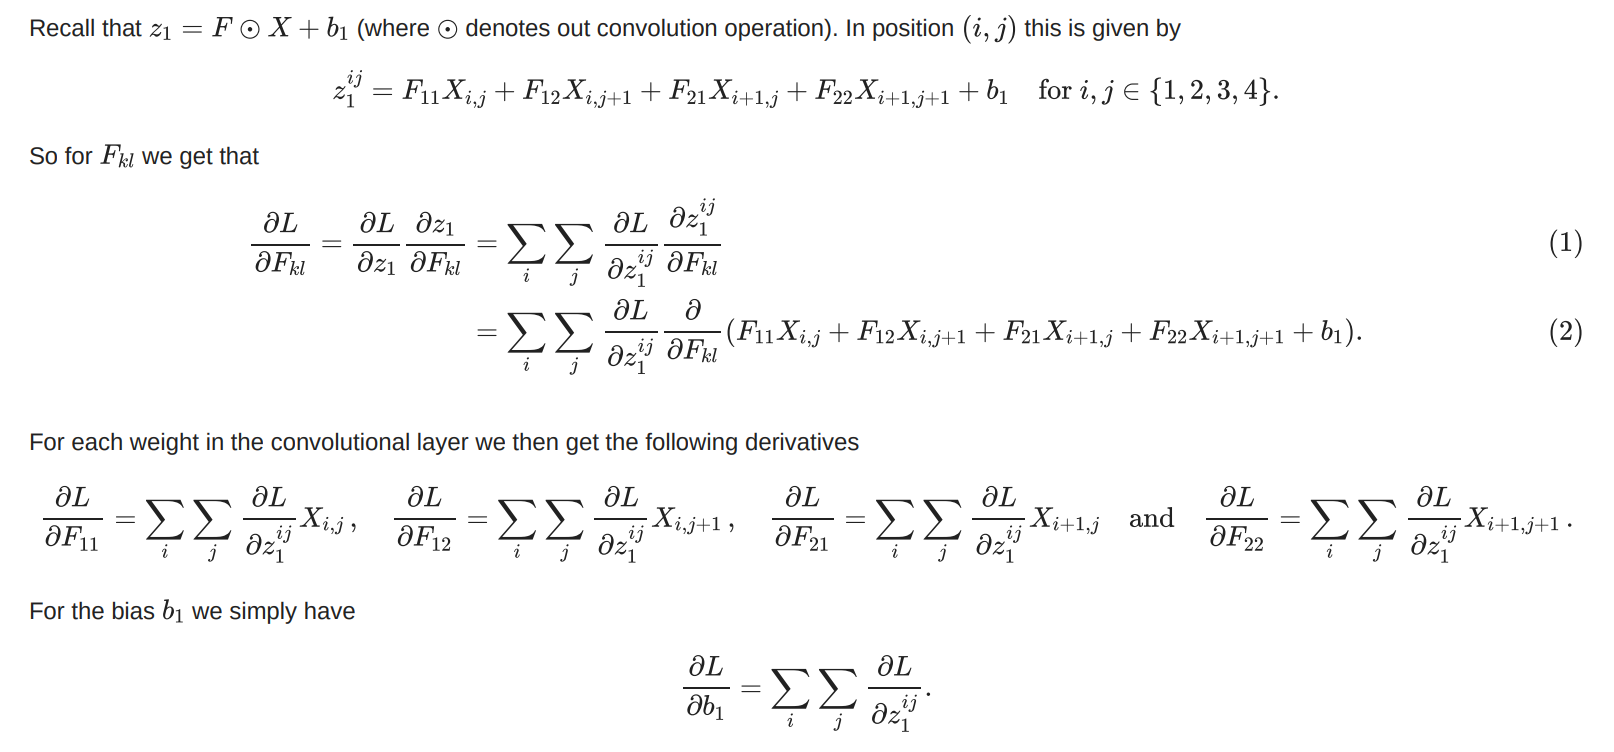 Recall that $z_1 = F \odot X + b_1$ (where $\odot$ denotes out convolution operation). In position $(i, j)$ this is given by
$z_1^{ij} = F_{11}X_{i,j} + F_{12}X_{i,j+1} + F_{21}X_{i+1,j} + F_{22}X_{i+1,j+1} + b_1 \quad \text{for } i, j \in \{1, 2, 3, 4\}.$
So for $F_{kl}$ we get that
$\frac{\partial L}{\partial F_{kl}} = \frac{\partial L}{\partial z_1} \frac{\partial z_1}{\partial F_{kl}} = \sum_i \sum_j \frac{\partial L}{\partial z_1^{ij}} \frac{\partial z_1^{ij}}{\partial F_{kl}} \quad (1)$
$= \sum_i \sum_j \frac{\partial L}{\partial z_1^{ij}} \frac{\partial}{\partial F_{kl}} (F_{11}X_{i,j} + F_{12}X_{i,j+1} + F_{21}X_{i+1,j} + F_{22}X_{i+1,j+1} + b_1). \quad (2)$
For each weight in the convolutional layer we then get the following derivatives
$\frac{\partial L}{\partial F_{11}} = \sum_i \sum_j \frac{\partial L}{\partial z_1^{ij}} X_{i,j}, \quad \frac{\partial L}{\partial F_{12}} = \sum_i \sum_j \frac{\partial L}{\partial z_1^{ij}} X_{i,j+1}, \quad \frac{\partial L}{\partial F_{21}} = \sum_i \sum_j \frac{\partial L}{\partial z_1^{ij}} X_{i+1,j} \quad \text{and} \quad \frac{\partial L}{\partial F_{22}} = \sum_i \sum_j \frac{\partial L}{\partial z_1^{ij}} X_{i+1,j+1}.$
For the bias $b_1$ we simply have
$\frac{\partial L}{\partial b_1} = \sum_i \sum_j \frac{\partial L}{\partial z_1^{ij}}.$